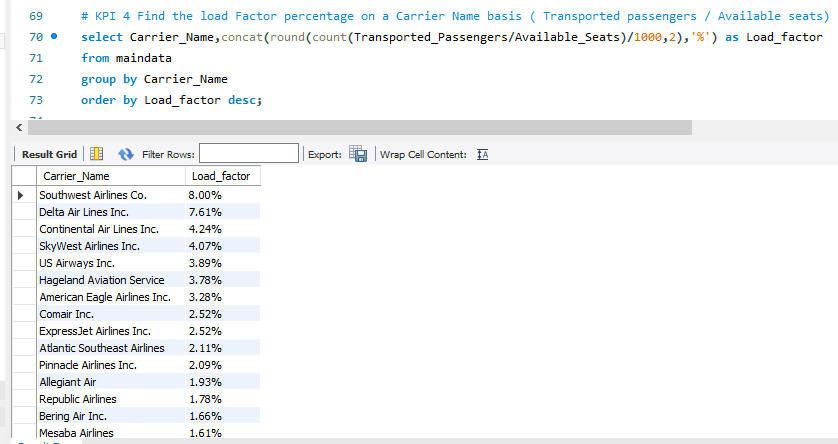 69 # KPI 4 Find the load Factor percentage on a Carrier Name basis ( Transported passengers / Available seats)
70 select Carrier_Name,concat(round(count(Transported_Passengers/Available_Seats)/1000,2),'%') as Load_factor
71 from maindata
72 group by Carrier_Name
73 order by Load_factor desc;
Result Grid Filter Rows: Export: Wrap Cell Content:
Carrier_Name Load_factor
Southwest Airlines Co. 8.00%
Delta Air Lines Inc. 7.61%
Continental Air Lines Inc. 4.24%
SkyWest Airlines Inc. 4.07%
US Airways Inc. 3.89%
Hageland Aviation Service 3.78%
American Eagle Airlines Inc. 3.28%
Comair Inc. 2.52%
ExpressJet Airlines Inc. 2.52%
Atlantic Southeast Airlines 2.11%
Pinnacle Airlines Inc. 2.09%
Allegiant Air 1.93%
Republic Airlines 1.78%
Bering Air Inc. 1.66%
Mesaba Airlines 1.61%